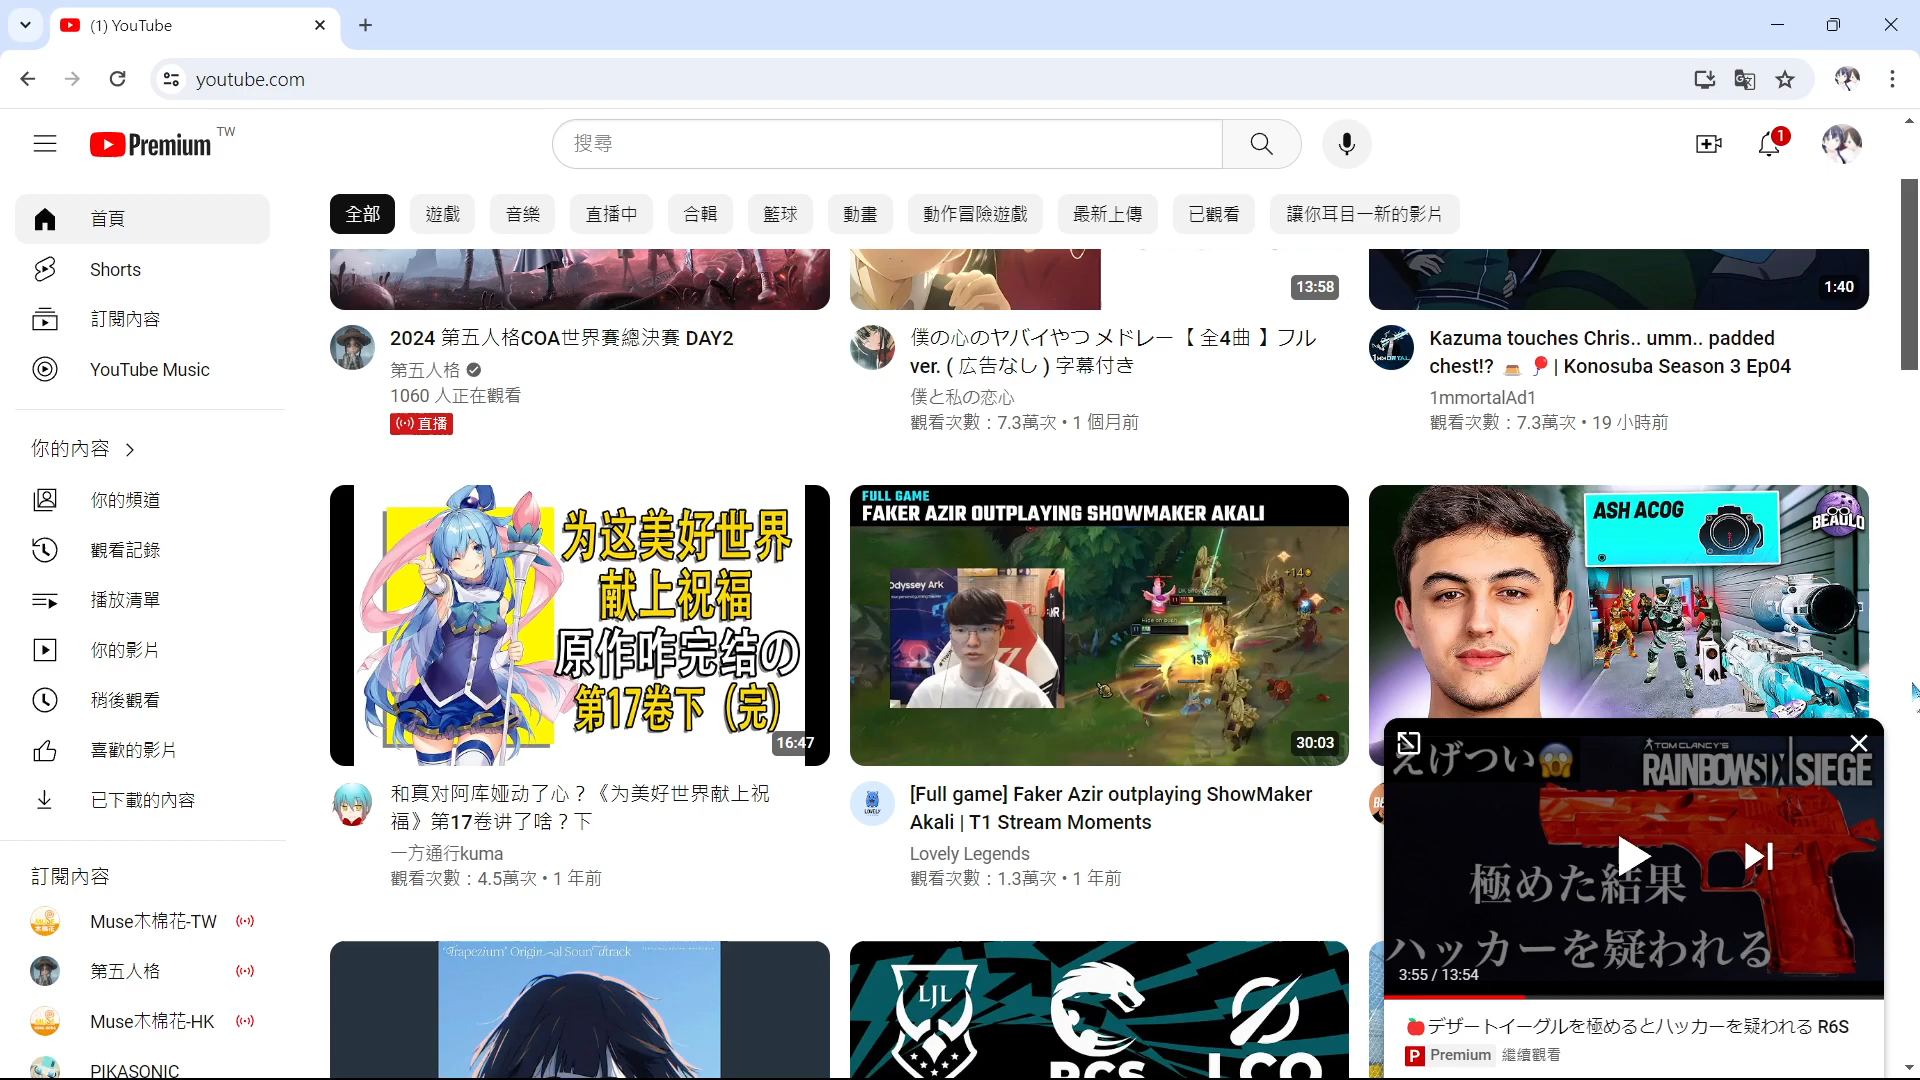 (1) YouTube
youtube.com
Premium TW
搜尋
1
首頁
Shorts
訂閱內容
YouTube Music
你的內容
你的頻道
觀看記錄
播放清單
你的影片
稍後觀看
喜歡的影片
已下載的內容
訂閱內容
Muse木棉花-TW
第五人格
Muse木棉花-HK
PIKASONIC
全部
遊戲
音樂
直播中
合輯
籃球
動畫
動作冒險遊戲
最新上傳
已觀看
讓你耳目一新的影片
2024 第五人格COA世界賽總決賽 DAY2
第五人格
1060 人正在觀看
直播
13:58
僕の心のヤバイやつ メドレー【 全4曲 】フル
ver. ( 広告なし ) 字幕付き
僕と私の恋心
觀看次數：7.3萬次 • 1 個月前
1:40
Kazuma touches Chris.. umm.. padded
chest!? 🍮 🎈 | Konosuba Season 3 Ep04
1mmortalAd1
觀看次數：7.3萬次 • 19 小時前
为这美好世界
献上祝福
原作咋完结の
第17卷下（完）
16:47
和真对阿库娅动了心？《为美好世界献上祝
福》第17卷讲了啥？下
一方通行kuma
觀看次數：4.5萬次 • 1 年前
FULL GAME
FAKER AZIR OUTPLAYING SHOWMAKER AKALI
Odyssey Ark
151
30:03
[Full game] Faker Azir outplaying ShowMaker
Akali | T1 Stream Moments
LOVELY
Lovely Legends
觀看次數：1.3萬次 • 1 年前
ASH ACOG
BEAULO
えげつい😱
TOM CLANCY'S
RAINBOW SIX SIEGE
極めた結果
ハッカーを疑われる
3:55 / 13:54
🍎デザートイーグルを極めるとハッカーを疑われる R6S
P Premium 繼續觀看
"Trapezium" Original Soundtrack
LJL
PCS
LCO